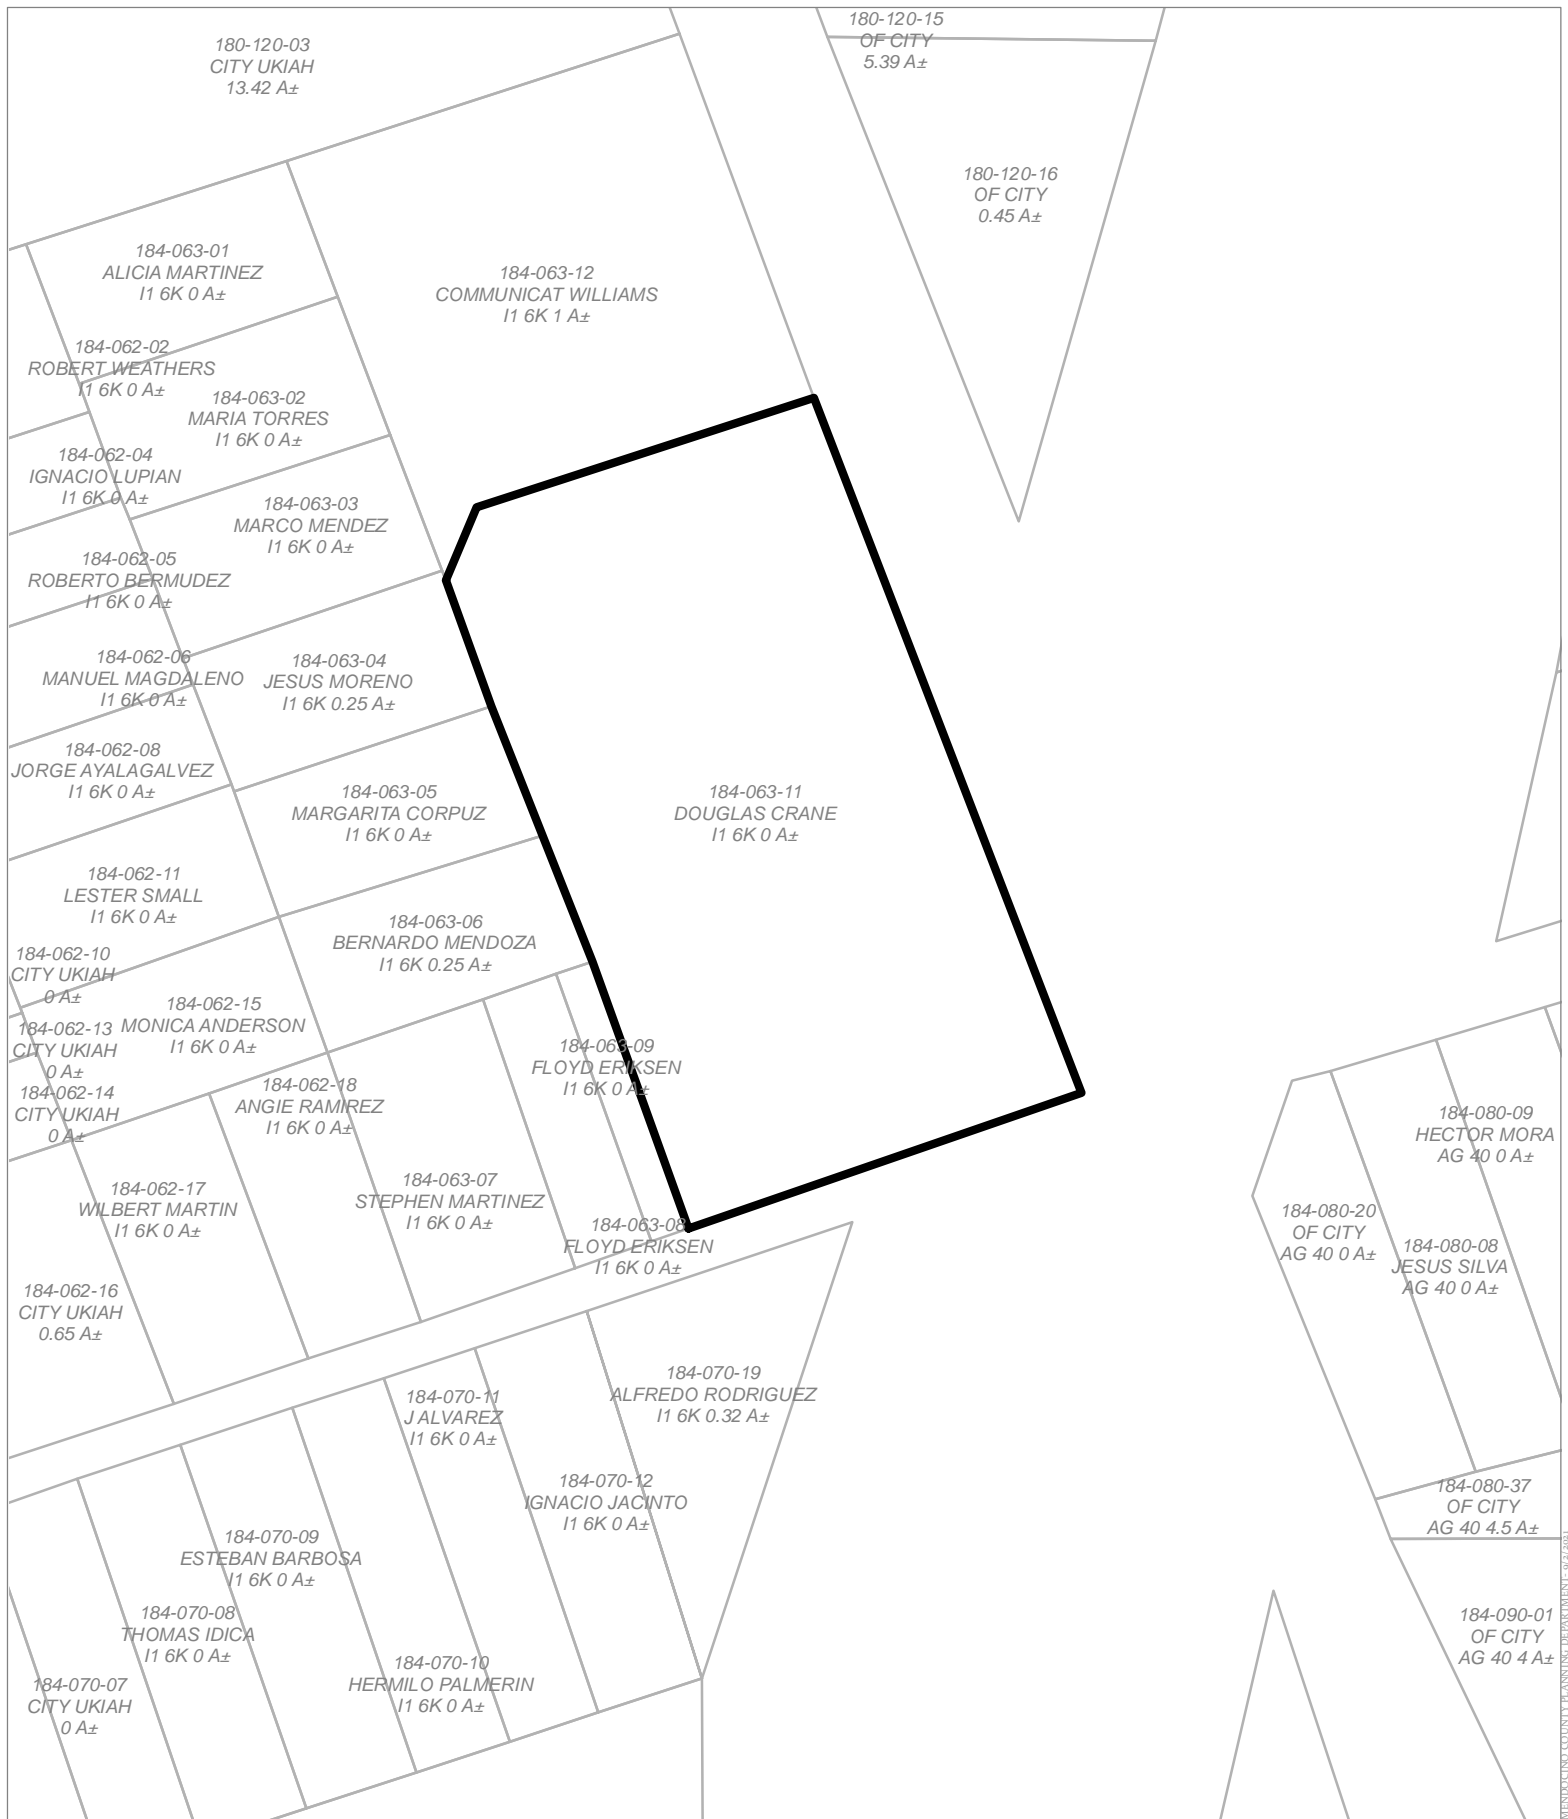 180-120-03
CITY UKIAH
13.42 A±
180-120-15
OF CITY
5.39 A±
180-120-16
OF CITY
0.45 A±
184-063-01
ALICIA MARTINEZ
I1 6K 0 A±
184-063-12
COMMUNICAT WILLIAMS
I1 6K 1 A±
184-062-02
ROBERT WEATHERS
I1 6K 0 A±
184-063-02
MARIA TORRES
I1 6K 0 A±
184-062-04
IGNACIO LUPIAN
I1 6K 0 A±
184-063-03
MARCO MENDEZ
I1 6K 0 A±
184-062-05
ROBERTO BERMUDEZ
I1 6K 0 A±
184-062-06
MANUEL MAGDALENO
I1 6K 0 A±
184-063-04
JESUS MORENO
I1 6K 0.25 A±
184-062-08
JORGE AYALAGALVEZ
I1 6K 0 A±
184-063-05
MARGARITA CORPUZ
I1 6K 0 A±
184-063-11
DOUGLAS CRANE
I1 6K 0 A±
184-062-11
LESTER SMALL
I1 6K 0 A±
184-063-06
BERNARDO MENDOZA
I1 6K 0.25 A±
184-062-10
CITY UKIAH
0 A±
184-062-15
MONICA ANDERSON
I1 6K 0 A±
184-062-13
CITY UKIAH
0 A±
184-063-09
FLOYD ERIKSEN
I1 6K 0 A±
184-062-14
CITY UKIAH
0 A±
184-062-18
ANGIE RAMIREZ
I1 6K 0 A±
184-080-09
HECTOR MORA
AG 40 0 A±
184-062-17
WILBERT MARTIN
I1 6K 0 A±
184-063-07
STEPHEN MARTINEZ
I1 6K 0 A±
184-063-08
FLOYD ERIKSEN
I1 6K 0 A±
184-080-20
OF CITY
AG 40 0 A±
184-080-08
JESUS SILVA
AG 40 0 A±
184-062-16
CITY UKIAH
0.65 A±
184-070-19
ALFREDO RODRIGUEZ
I1 6K 0.32 A±
184-070-11
J ALVAREZ
I1 6K 0 A±
184-070-12
IGNACIO JACINTO
I1 6K 0 A±
184-080-37
OF CITY
AG 40 4.5 A±
184-070-09
ESTEBAN BARBOSA
I1 6K 0 A±
184-070-08
THOMAS IDICA
I1 6K 0 A±
184-090-01
OF CITY
AG 40 4 A±
184-070-10
HERMILO PALMERIN
I1 6K 0 A±
184-070-07
CITY UKIAH
0 A±
COUNTY PLANNING DEPARTMENT